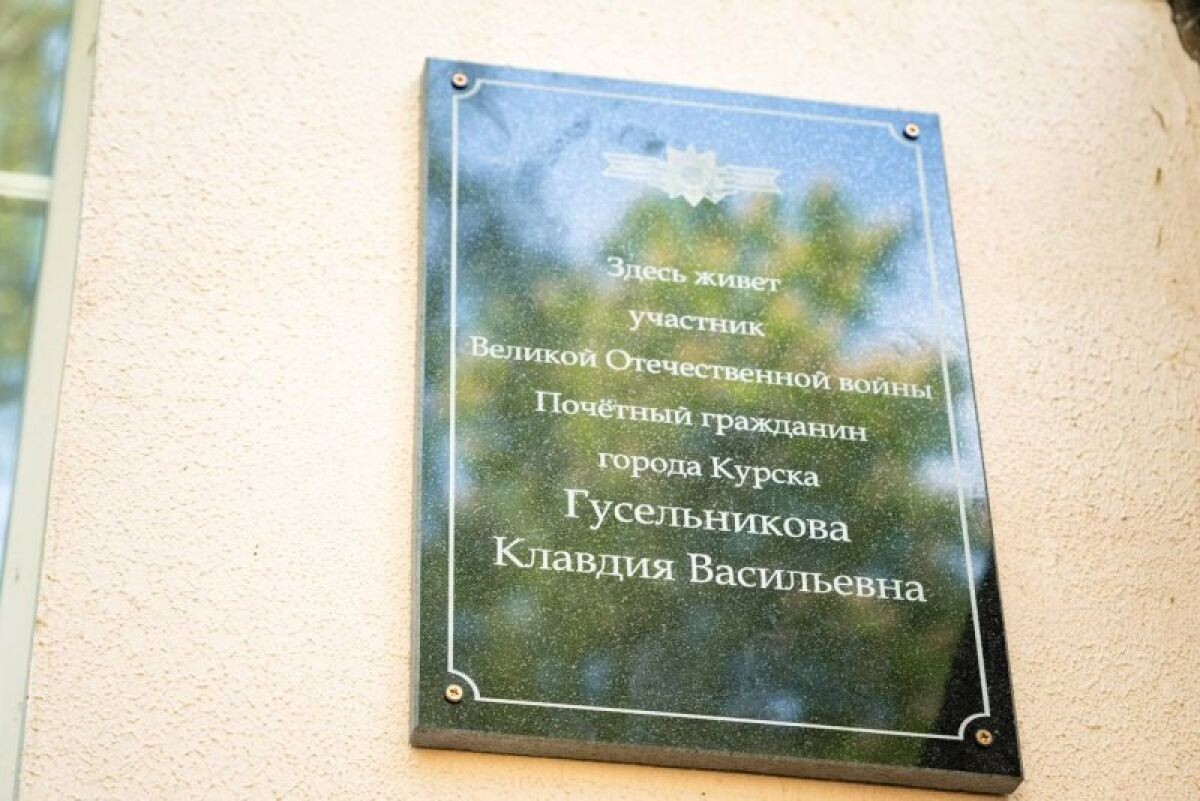 Здесь живет
участник
Великой Отечественной войны
Почётный гражданин
города Курска
Гусельникова
Клавдия Васильевна